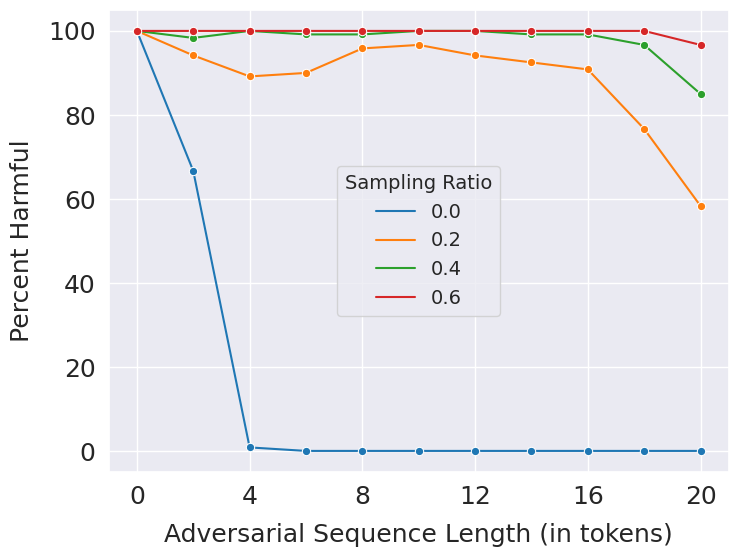 100
80
60
40
20
0
Percent Harmful
Sampling Ratio
0.0
0.2
0.4
0.6
0 4 8 12 16 20
Adversarial Sequence Length (in tokens)